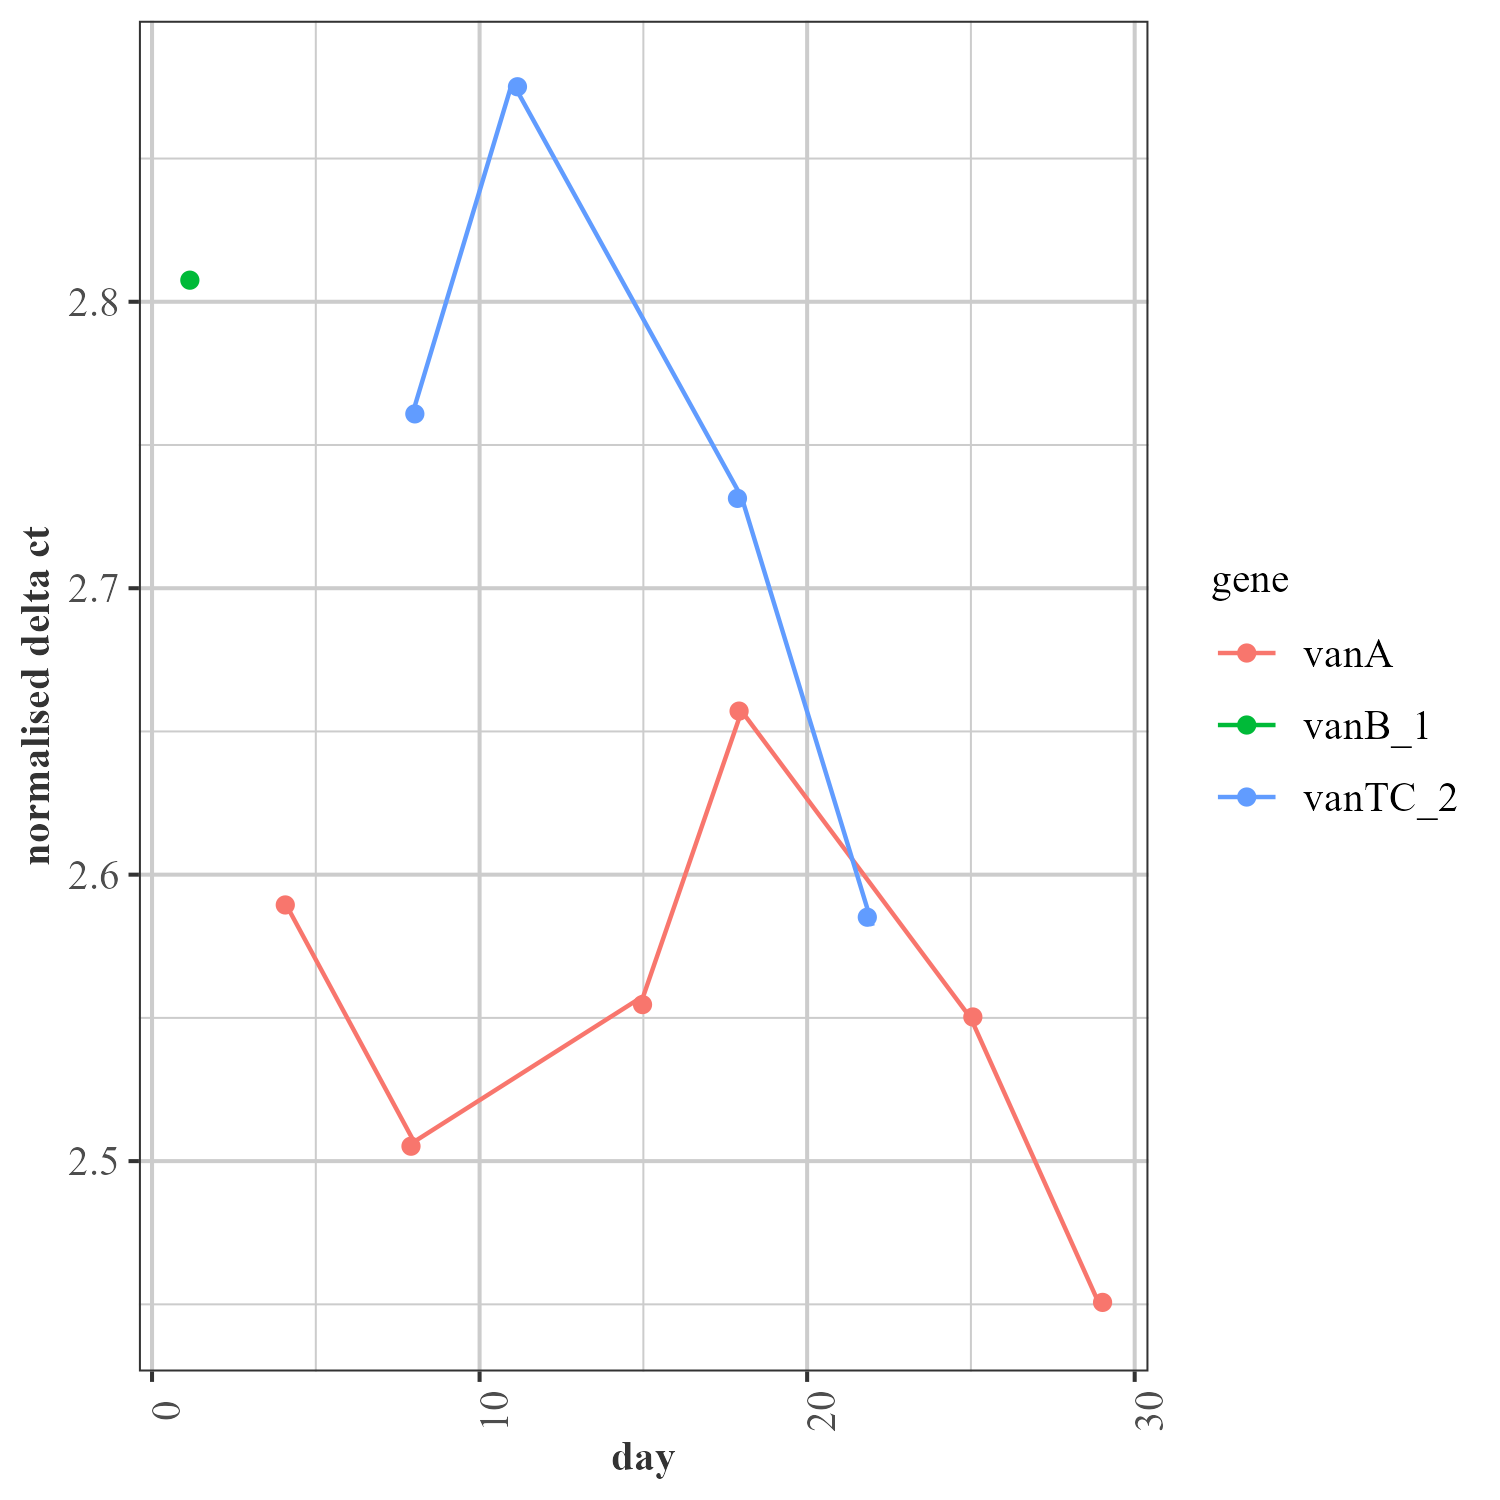 normalised delta ct
2.8
2.7
2.6
2.5
0
10
20
30
day
gene
vanA
vanB_1
vanTC_2